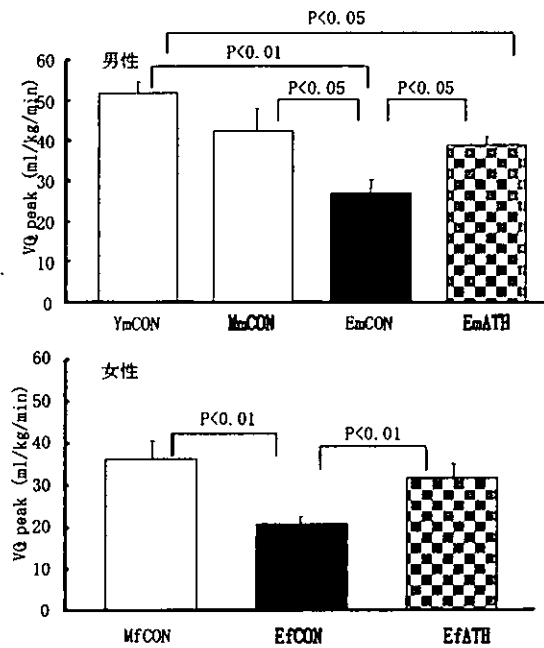 P<0.05
男性
P<0.01
P<0.05
P<0.05
VO peak (ml/kg/min)
60
50
40
30
20
10
0
YmCON
MmCON
EmCON
EmATH
女性
P<0.01
P<0.01
VO peak (ml/kg/min)
60
50
40
30
20
10
0
MfCON
EfCON
EfATH